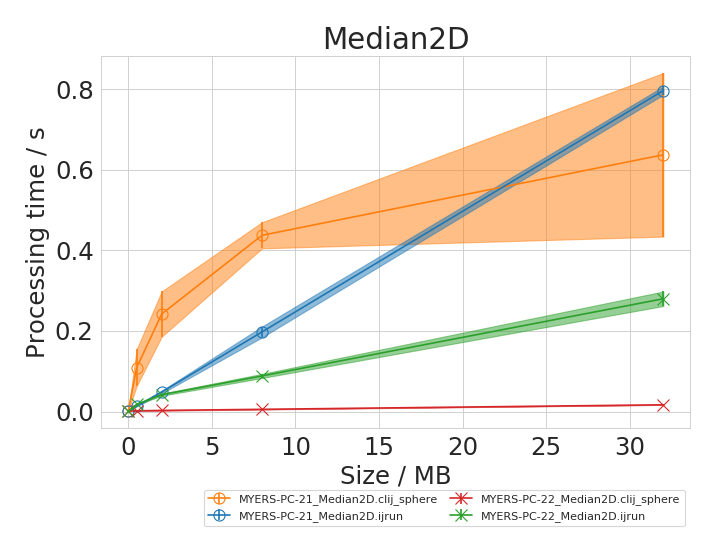 Median2D
Processing time / s
0.8
0.6
0.4
0.2
0.0
0 5 10 15 20 25 30
Size / MB
MYERS-PC-21_Median2D.clij_sphere MYERS-PC-22_Median2D.clij_sphere
MYERS-PC-21_Median2D.ijrun MYERS-PC-22_Median2D.ijrun